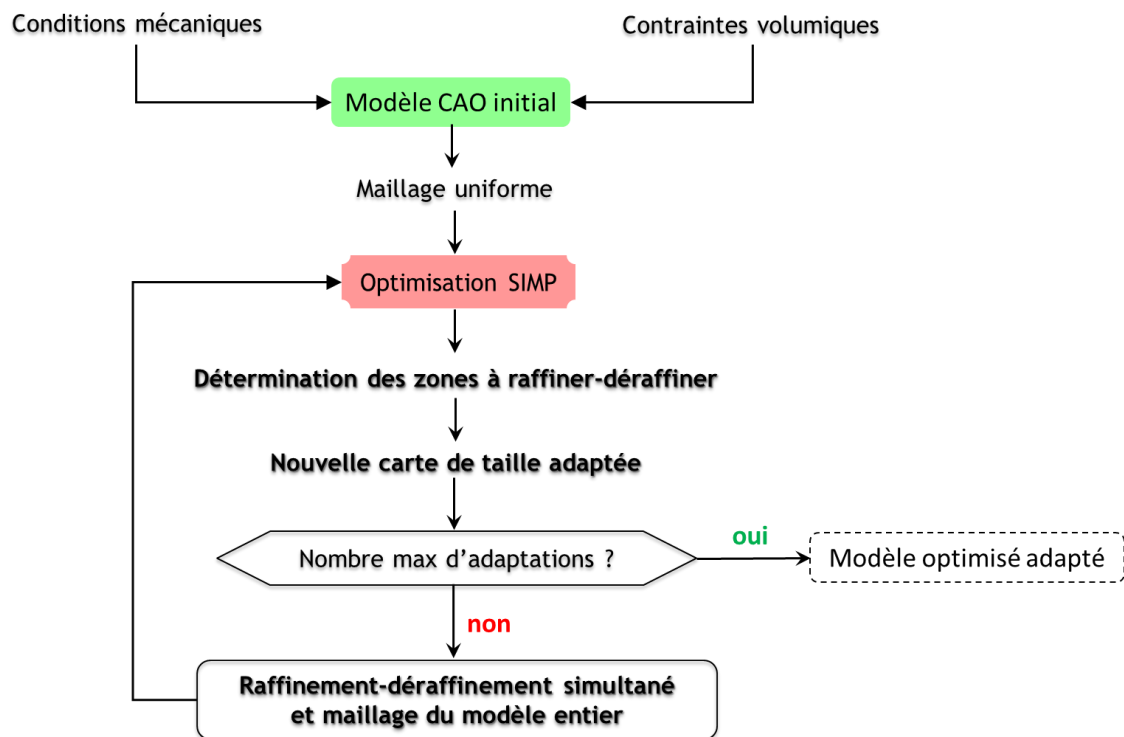 Conditions mécaniques
Contraintes volumiques
Modèle CAO initial
Maillage uniforme
Optimisation SIMP
Détermination des zones à raffiner-déraffiner
Nouvelle carte de taille adaptée
Nombre max d’adaptations ?
oui
Modèle optimisé adapté
non
Raffinement-déraffinement simultané
et maillage du modèle entier